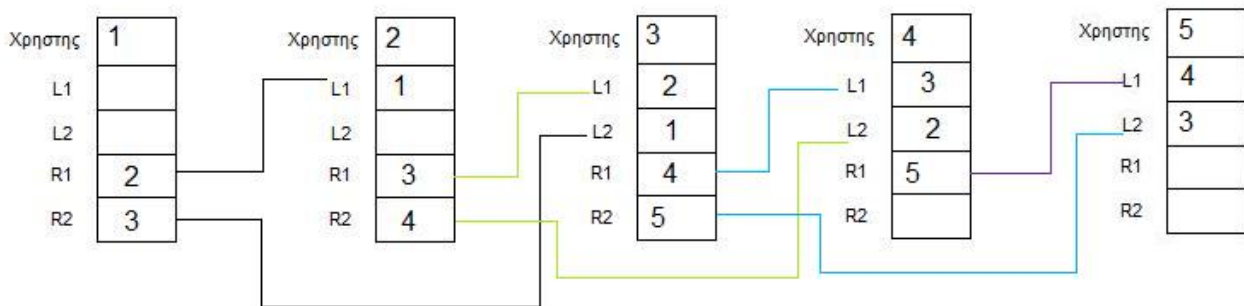 Χρηστης 1
L1
L2
R1 2
R2 3
Χρηστης 2
L1 1
L2
R1 3
R2 4
Χρηστης 3
L1 2
L2 1
R1 4
R2 5
Χρηστης 4
L1 3
L2 2
R1 5
R2
Χρηστης 5
L1 4
L2 3
R1
R2